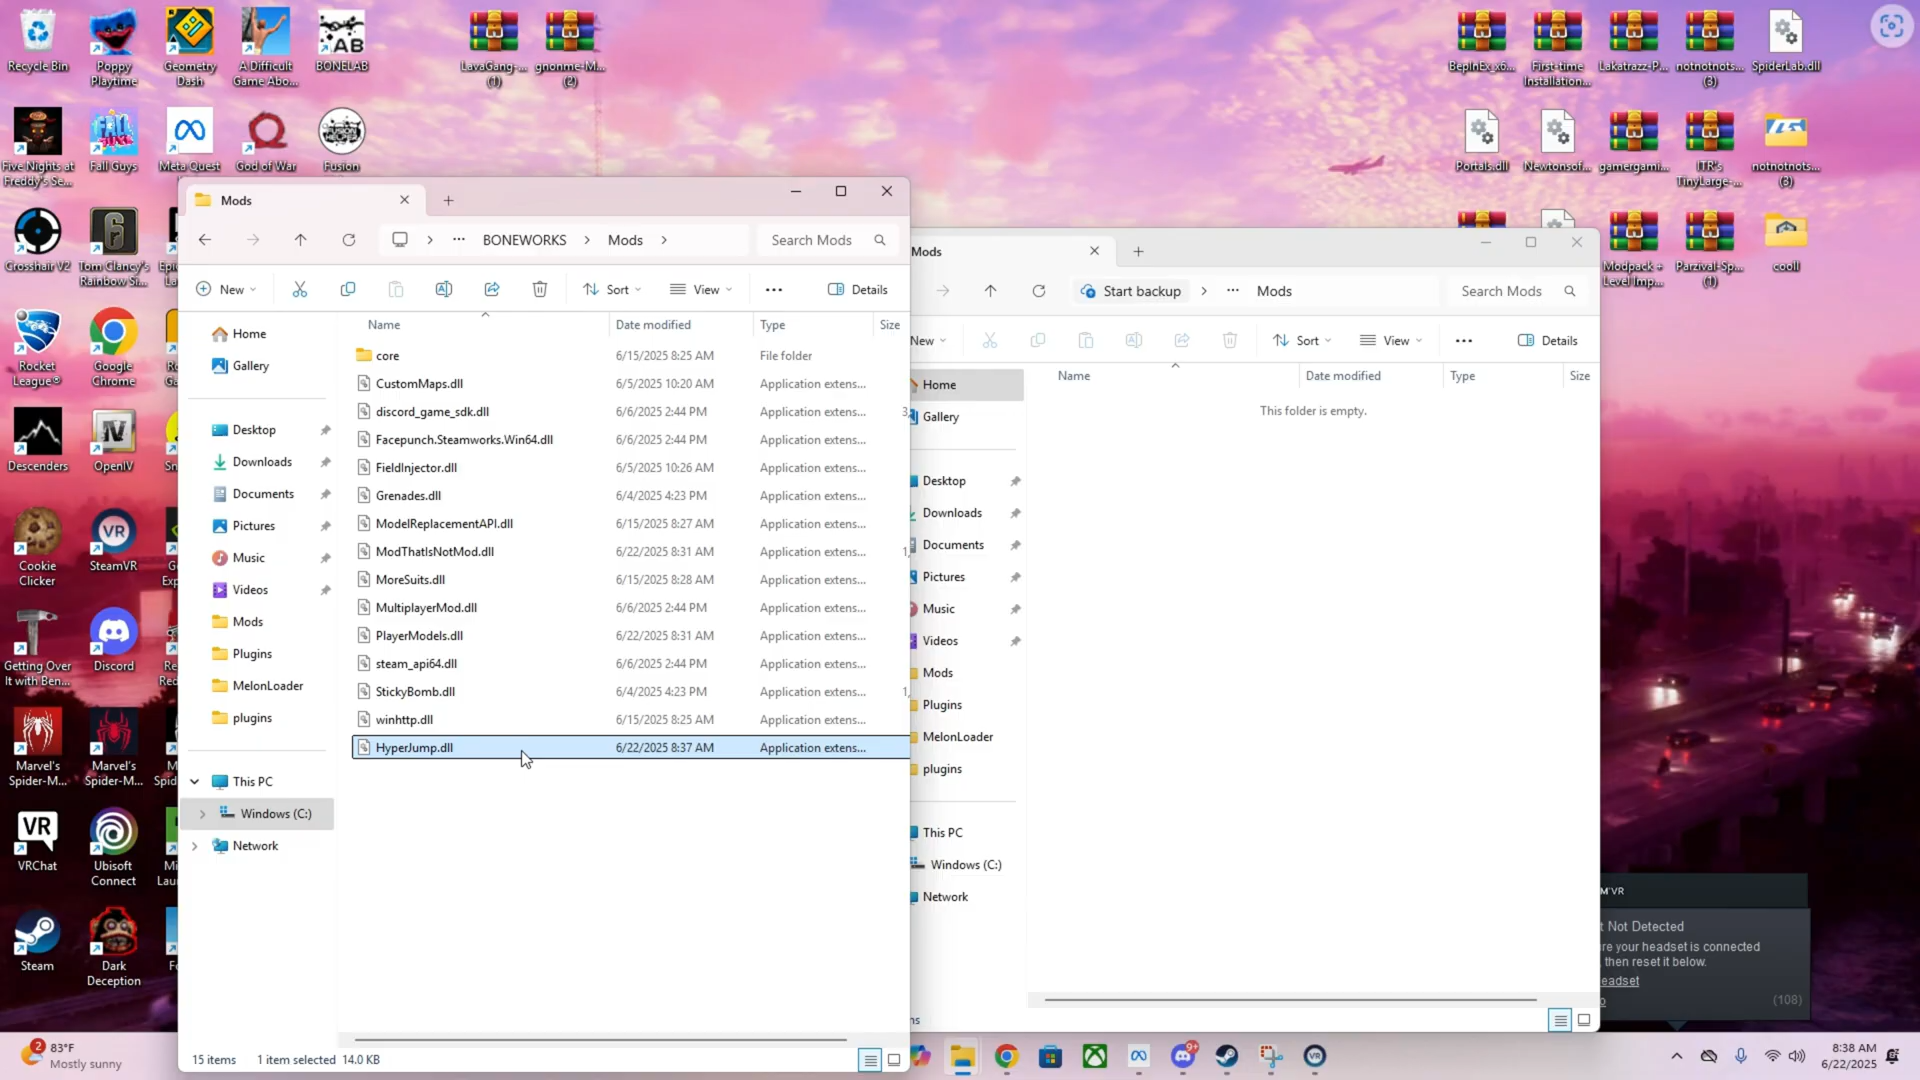 Recycle Bin
Poppy Playtime
Geometry Dash
A Difficult Game Abo...
BONELAB
LavaGang-... (1)
gnonme-M... (2)
BepInEx_x6...
First-time Installation...
Lakatrazz-P...
notnotnots... (3)
SpiderLab.dll
Five Nights at Freddy's Se...
Fall Guys
Meta Quest
God of War
Fusion
Portals.dll
Newtonsof...
gamergami...
ITR's TinyLarge-...
notnotnots... (3)
Crosshair V2
Tom Clancy's Rainbow Si...
Modpack + Level Imp...
Parzival-Sp... (1)
cooll
Rocket League®
Google Chrome
Descenders
OpenIV
Cookie Clicker
SteamVR
Getting Over It with Ben...
Discord
Marvel's Spider-M...
Marvel's Spider-M...
VRChat
Ubisoft Connect
Steam
Dark Deception
Mods
BONEWORKS > Mods >
Search Mods
New
Sort
View
Details
Home
Gallery
Desktop
Downloads
Documents
Pictures
Music
Videos
Mods
Plugins
MelonLoader
plugins
This PC
Windows (C:)
Network
Name Date modified Type Size
core 6/15/2025 8:25 AM File folder
CustomMaps.dll 6/5/2025 10:20 AM Application extens...
discord_game_sdk.dll 6/6/2025 2:44 PM Application extens... 3,
Facepunch.Steamworks.Win64.dll 6/6/2025 2:44 PM Application extens...
FieldInjector.dll 6/5/2025 10:26 AM Application extens...
Grenades.dll 6/4/2025 4:23 PM Application extens...
ModelReplacementAPI.dll 6/15/2025 8:27 AM Application extens...
ModThatIsNotMod.dll 6/22/2025 8:31 AM Application extens... 1,
MoreSuits.dll 6/15/2025 8:28 AM Application extens...
MultiplayerMod.dll 6/6/2025 2:44 PM Application extens...
PlayerModels.dll 6/22/2025 8:31 AM Application extens...
steam_api64.dll 6/6/2025 2:44 PM Application extens...
StickyBomb.dll 6/4/2025 4:23 PM Application extens... 1,
winhttp.dll 6/15/2025 8:25 AM Application extens...
HyperJump.dll 6/22/2025 8:37 AM Application extens...
15 items 1 item selected 14.0 KB
Mods
Start backup > ... Mods
Search Mods
New
Sort
View
Details
Home
Gallery
Desktop
Downloads
Documents
Pictures
Music
Videos
Mods
Plugins
MelonLoader
plugins
This PC
Windows (C:)
Network
Name Date modified Type Size
This folder is empty.
M'VR
t Not Detected
re your headset is connected
then reset it below.
eadset
(108)
2
83°F
Mostly sunny
9+
8:38 AM
6/22/2025